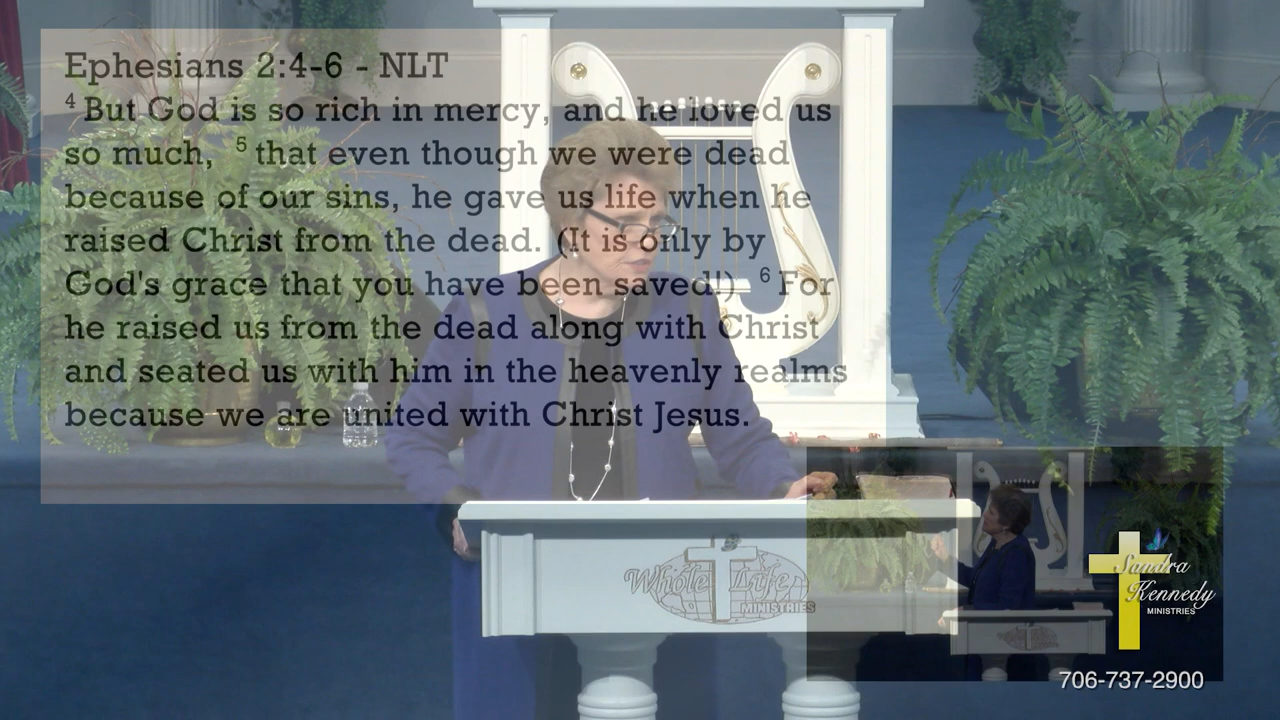 Ephesians 2:4-6 - NLT
4 But God is so rich in mercy, and he loved us
so much, 5 that even though we were dead
because of our sins, he gave us life when he
raised Christ from the dead. (It is only by
God's grace that you have been saved!) 6 For
he raised us from the dead along with Christ
and seated us with him in the heavenly realms
because we are united with Christ Jesus.
Whole Life
MINISTRIES
Sandra
Kennedy
MINISTRIES
706-737-2900